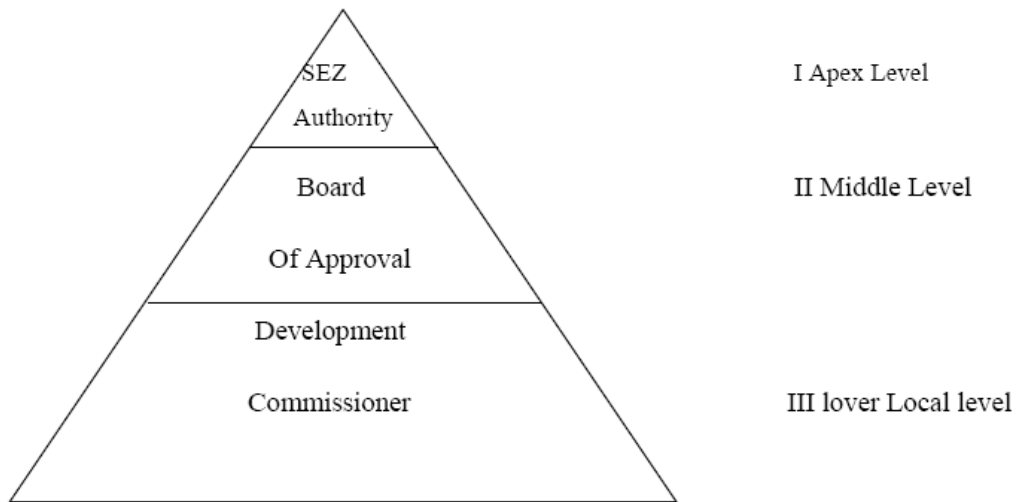 SEZ
I Apex Level
Authority
Board
II Middle Level
Of Approval
Development
Commissioner
III lover Local level